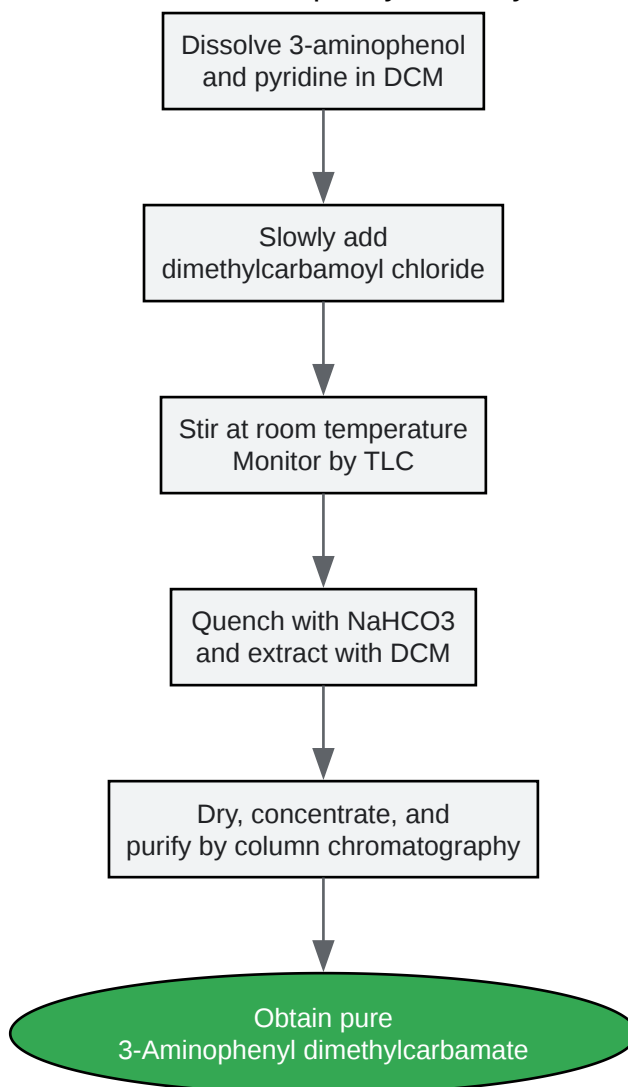 Dissolve 3-aminophenol
and pyridine in DCM
Slowly add
dimethylcarbamoyl chloride
Stir at room temperature
Monitor by TLC
Quench with NaHCO3
and extract with DCM
Dry, concentrate, and
purify by column chromatography
Obtain pure
3-Aminophenyl dimethylcarbamate